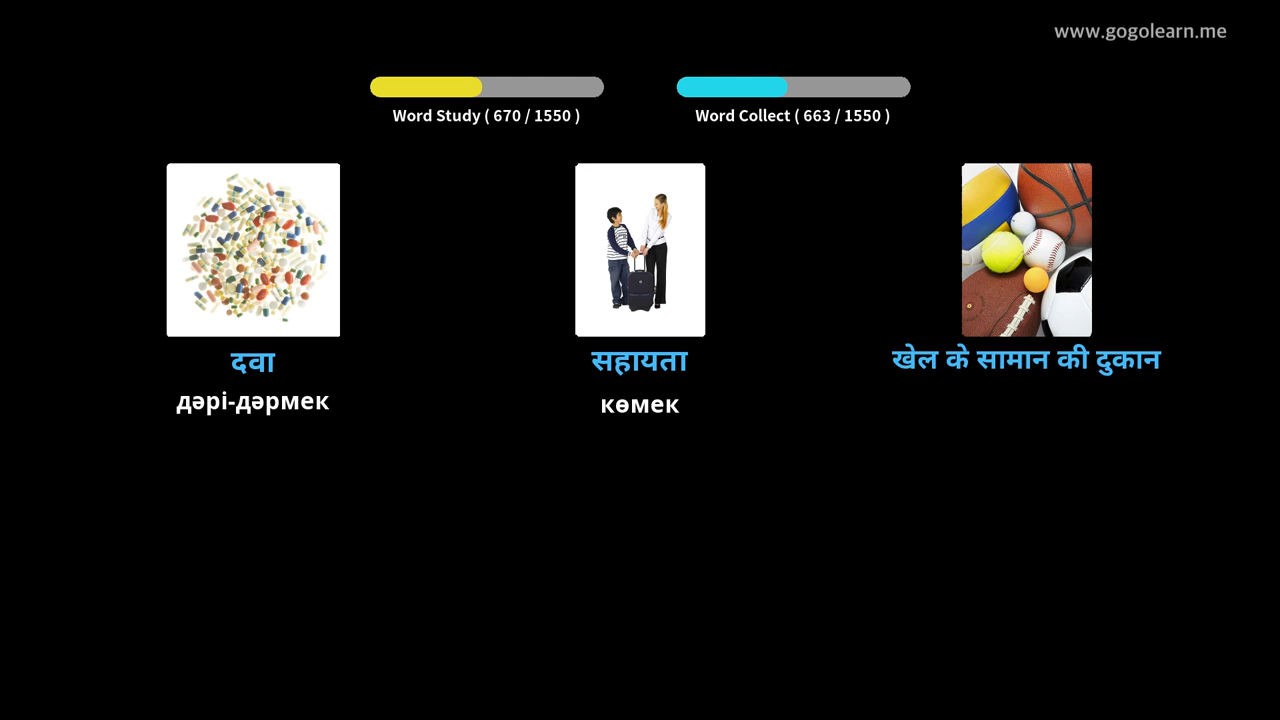 www.gogolearn.me
Word Study ( 670 / 1550 )
Word Collect ( 663 / 1550 )
दवा
дәрі-дәрмек
सहायता
көмек
खेल के सामान की दुकान